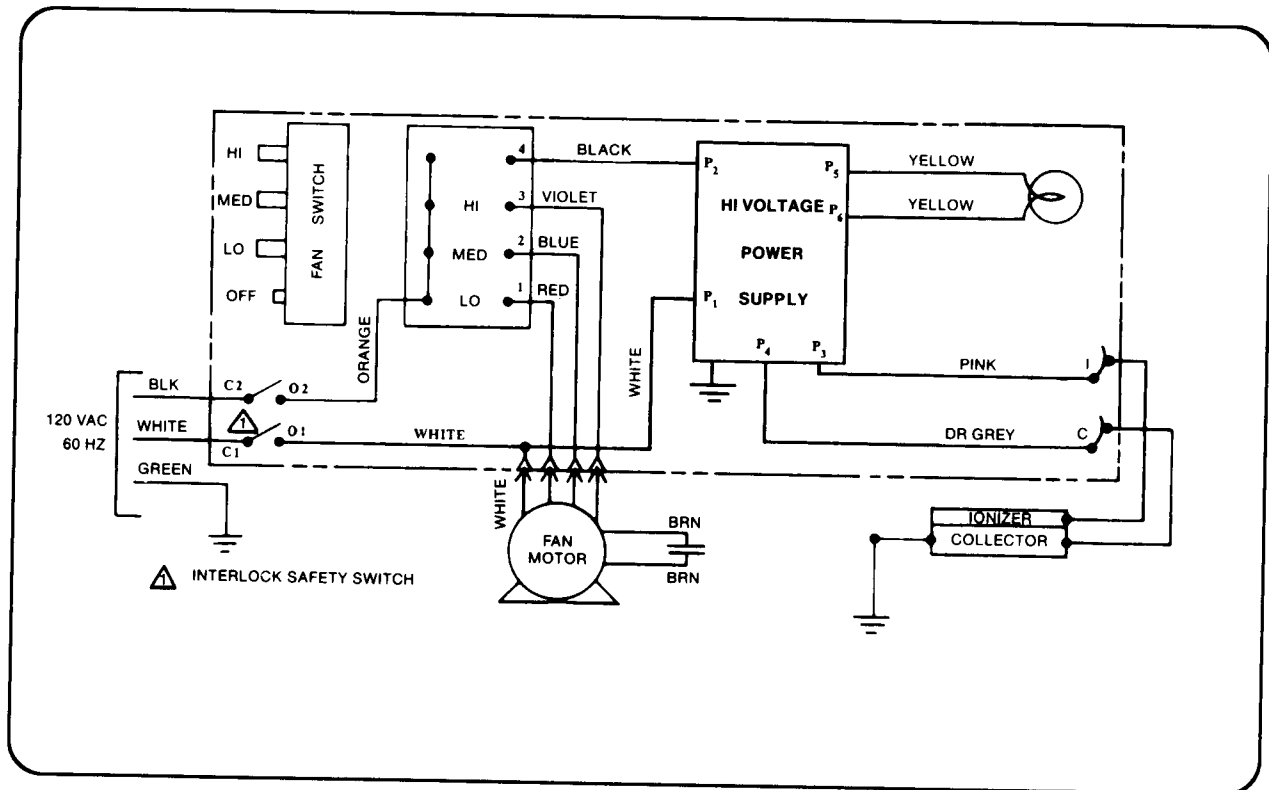 HI
MED
LO
OFF
FAN SWITCH
4
3
HI
2
MED
1
LO
BLACK
VIOLET
BLUE
RED
ORANGE
P2
P5
HI VOLTAGE
P6
POWER
P1
SUPPLY
P4
P3
YELLOW
YELLOW
WHITE
PINK
I
DR GREY
C
120 VAC
60 HZ
BLK
WHITE
GREEN
C2
O2
1
O1
C1
WHITE
WHITE
FAN
MOTOR
BRN
BRN
IONIZER
COLLECTOR
1 INTERLOCK SAFETY SWITCH